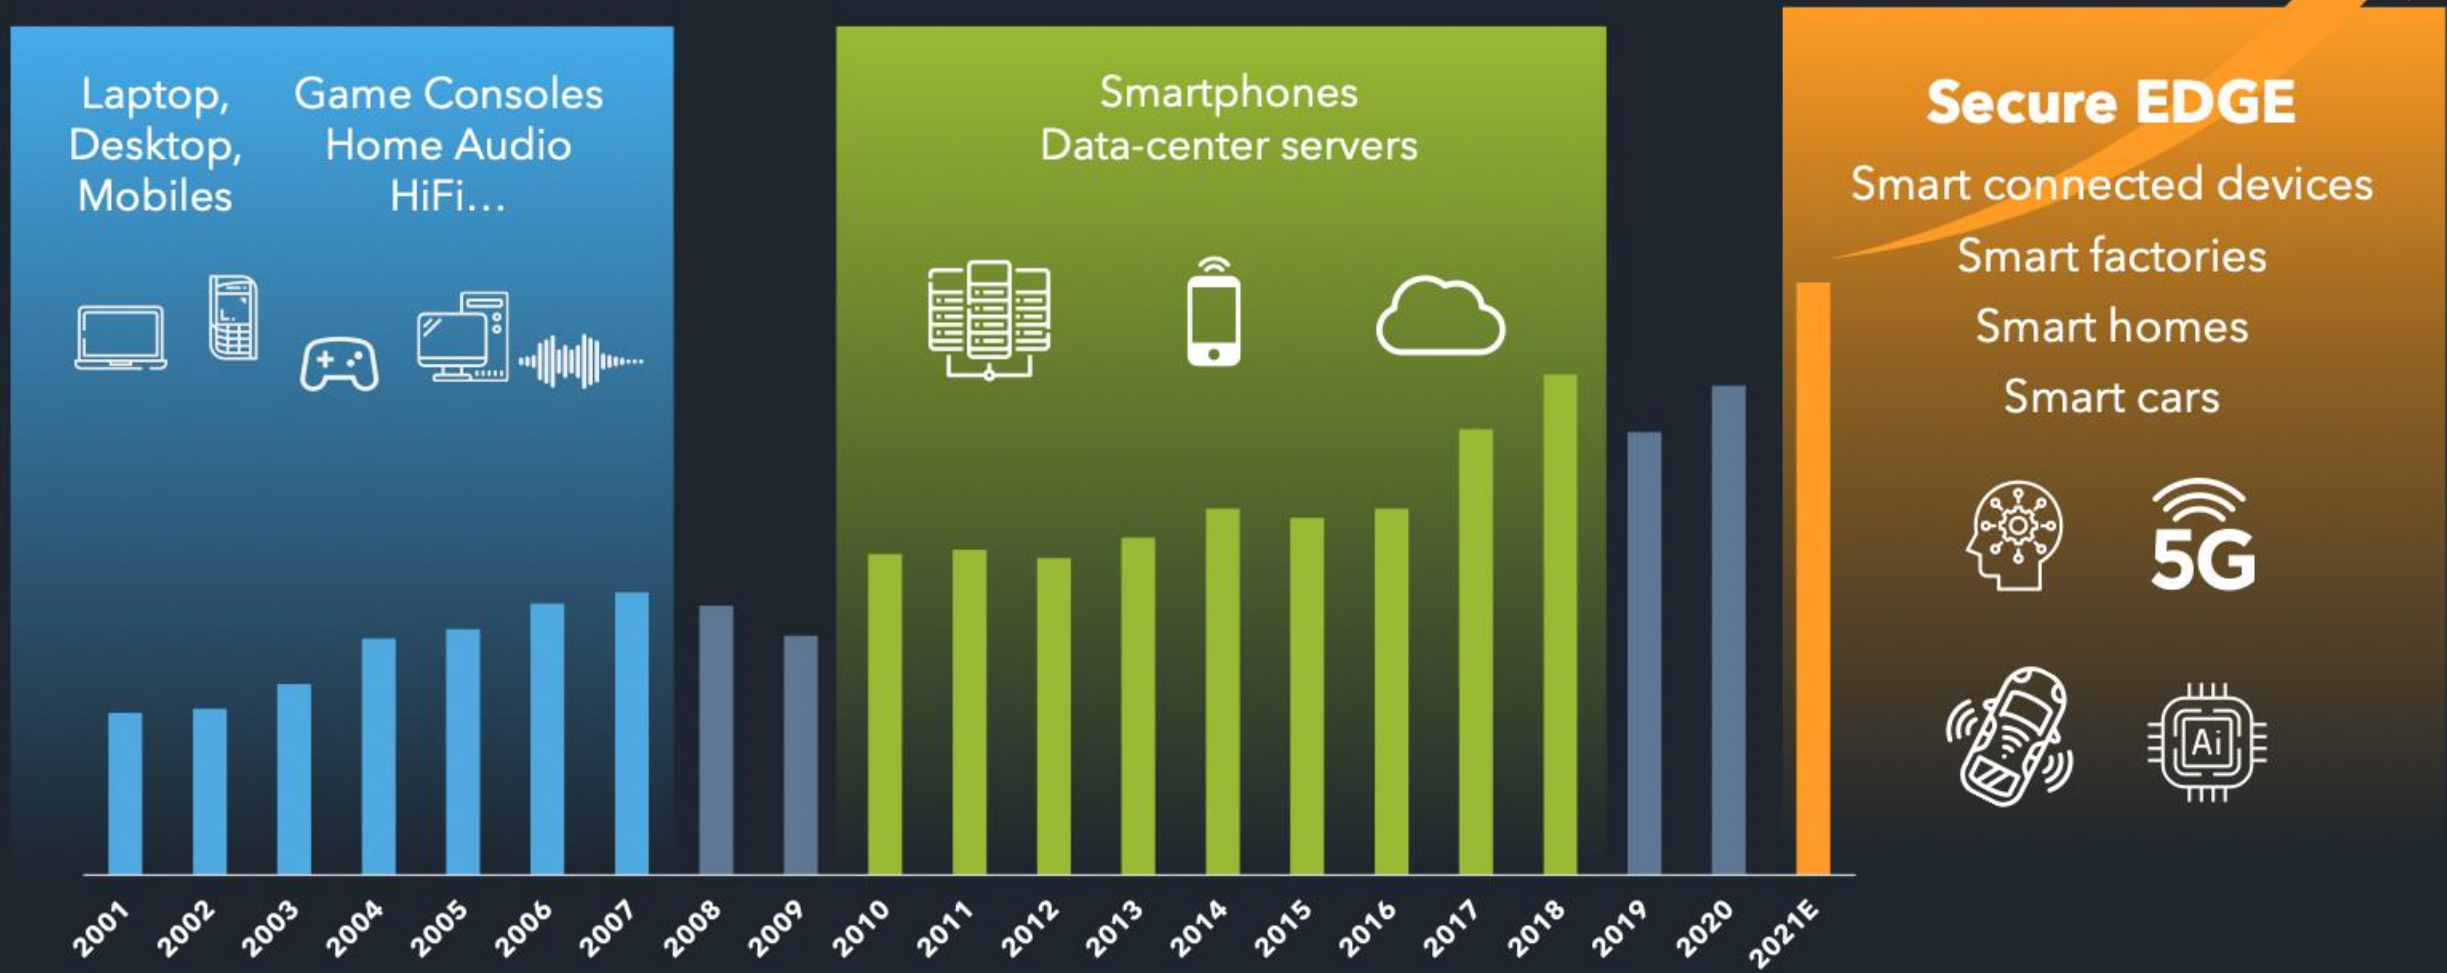 Laptop,
Desktop,
Mobiles
Game Consoles
Home Audio
HiFi...
Smartphones
Data-center servers
Secure EDGE
Smart connected devices
Smart factories
Smart homes
Smart cars
L.
5G
Ai
2001
2002
2003
2004
2005
2006
2007
2008
2009
2010
2011
2012
2013
2014
2015
2016
2017
2018
2019
2020
2021E